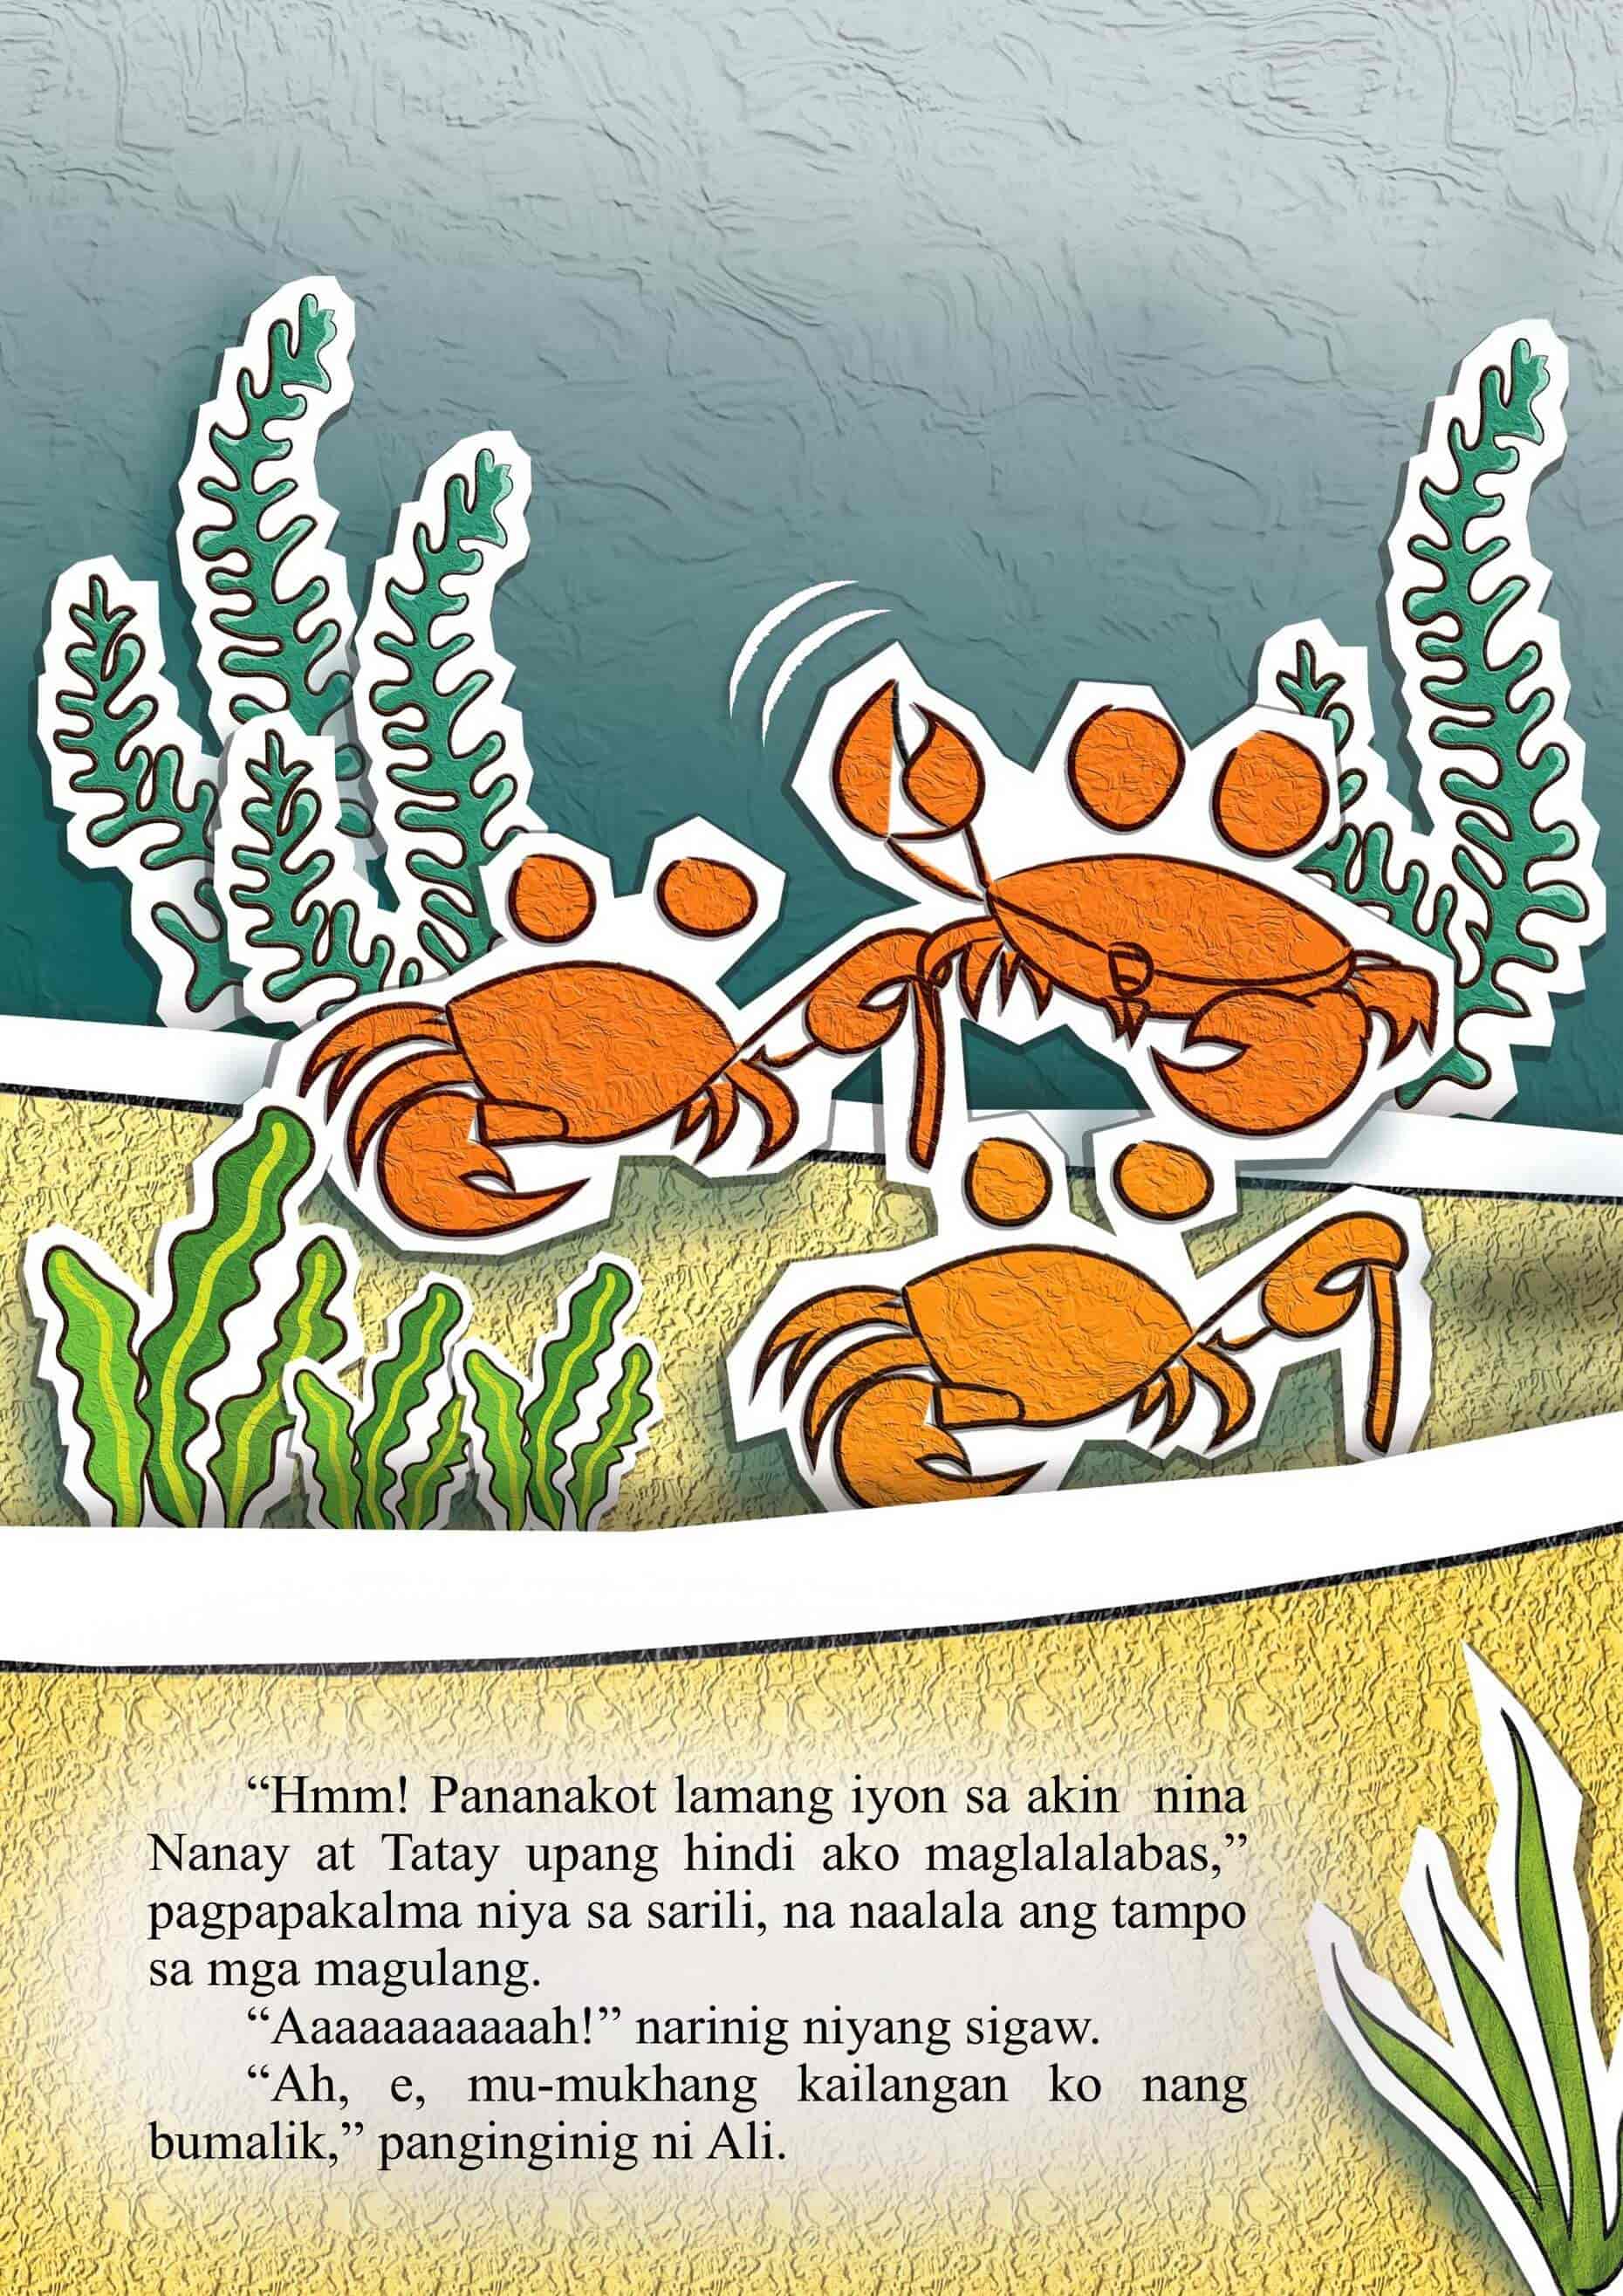 “Hmm! Pananakot lamang iyon sa akin nina
Nanay at Tatay upang hindi ako maglalalabas,”
pagpapakalma niya sa sarili, na naalala ang tampo
sa mga magulang.
“Aaaaaaaaaaaah!” narinig niyang sigaw.
“Ah, e, mu-mukhang kailangan ko nang
bumalik,” panginginig ni Ali.